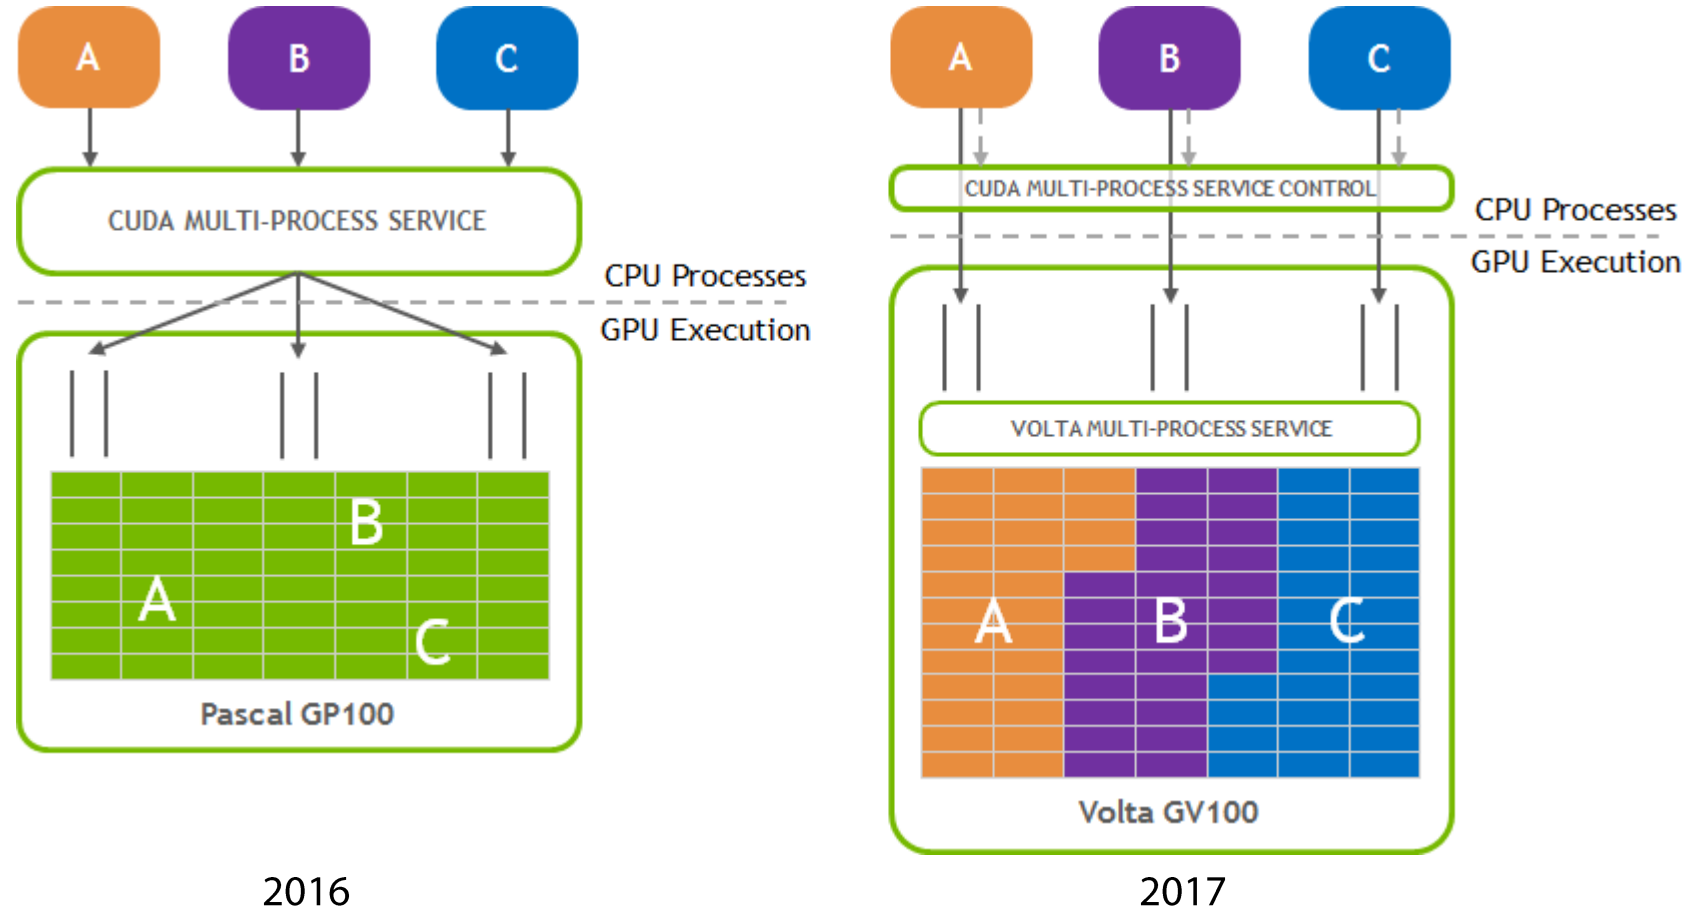 A B C
CUDA MULTI-PROCESS SERVICE
CPU Processes
GPU Execution
B
A
C
Pascal GP100
2016
A B C
CUDA MULTI-PROCESS SERVICE CONTROL
CPU Processes
GPU Execution
VOLTA MULTI-PROCESS SERVICE
A B C
Volta GV100
2017